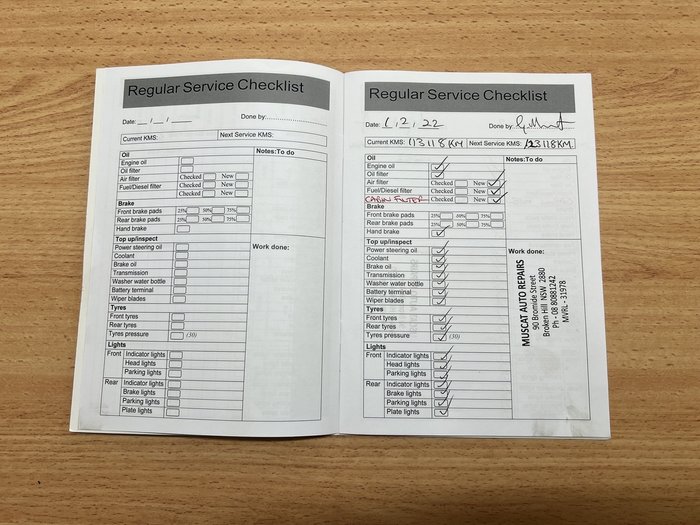 Regular Service Checklist
Date: __ / __ / ____ Done by:
Current KMS: Next Service KMS:
Oil Notes:To do
Engine oil
Oil filter
Air filter Checked New
Fuel/Diesel filter Checked New
Checked New
Brake
Front brake pads 25% 50% 75%
Rear brake pads 25% 50% 75%
Hand brake
Top up/inspect Work done:
Power steering oil
Coolant
Brake oil
Transmission
Washer water bottle
Battery terminal
Wiper blades
Tyres
Front tyres
Rear tyres
Tyres pressure (30)
Lights
Front Indicator lights
Head lights
Parking lights
Rear Indicator lights
Brake lights
Parking lights
Plate lights
Regular Service Checklist
Date: 1, 2, 22 Done by:
Current KMS: 113118KM Next Service KMS: 123118KM
Oil Notes:To do
Engine oil
Oil filter
Air filter Checked New
Fuel/Diesel filter Checked New
CABIN FILTER Checked New
Brake
Front brake pads 25% 50% 75%
Rear brake pads 25% 50% 75%
Hand brake
Top up/inspect Work done:
Power steering oil
Coolant
Brake oil
Transmission
Washer water bottle
Battery terminal
Wiper blades
Tyres
Front tyres
Rear tyres
Tyres pressure (30)
Lights
Front Indicator lights
Head lights
Parking lights
Rear Indicator lights
Brake lights
Parking lights
Plate lights
MUSCAT AUTO REPAIRS
90 Bromide Street
Broken Hill NSW 2880
Ph - 08 80881242
MVRL - 31978